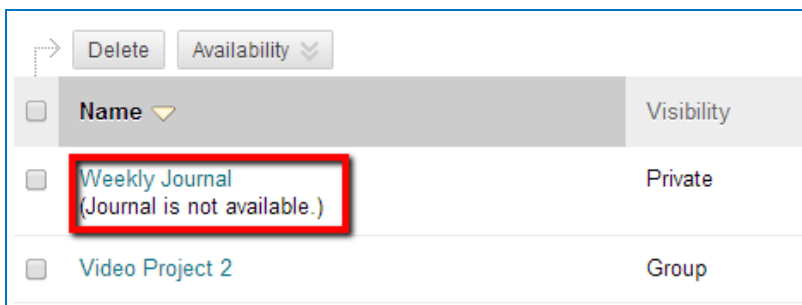 Delete Availability
Name Visibility
Weekly Journal Private
(Journal is not available.)
Video Project 2 Group